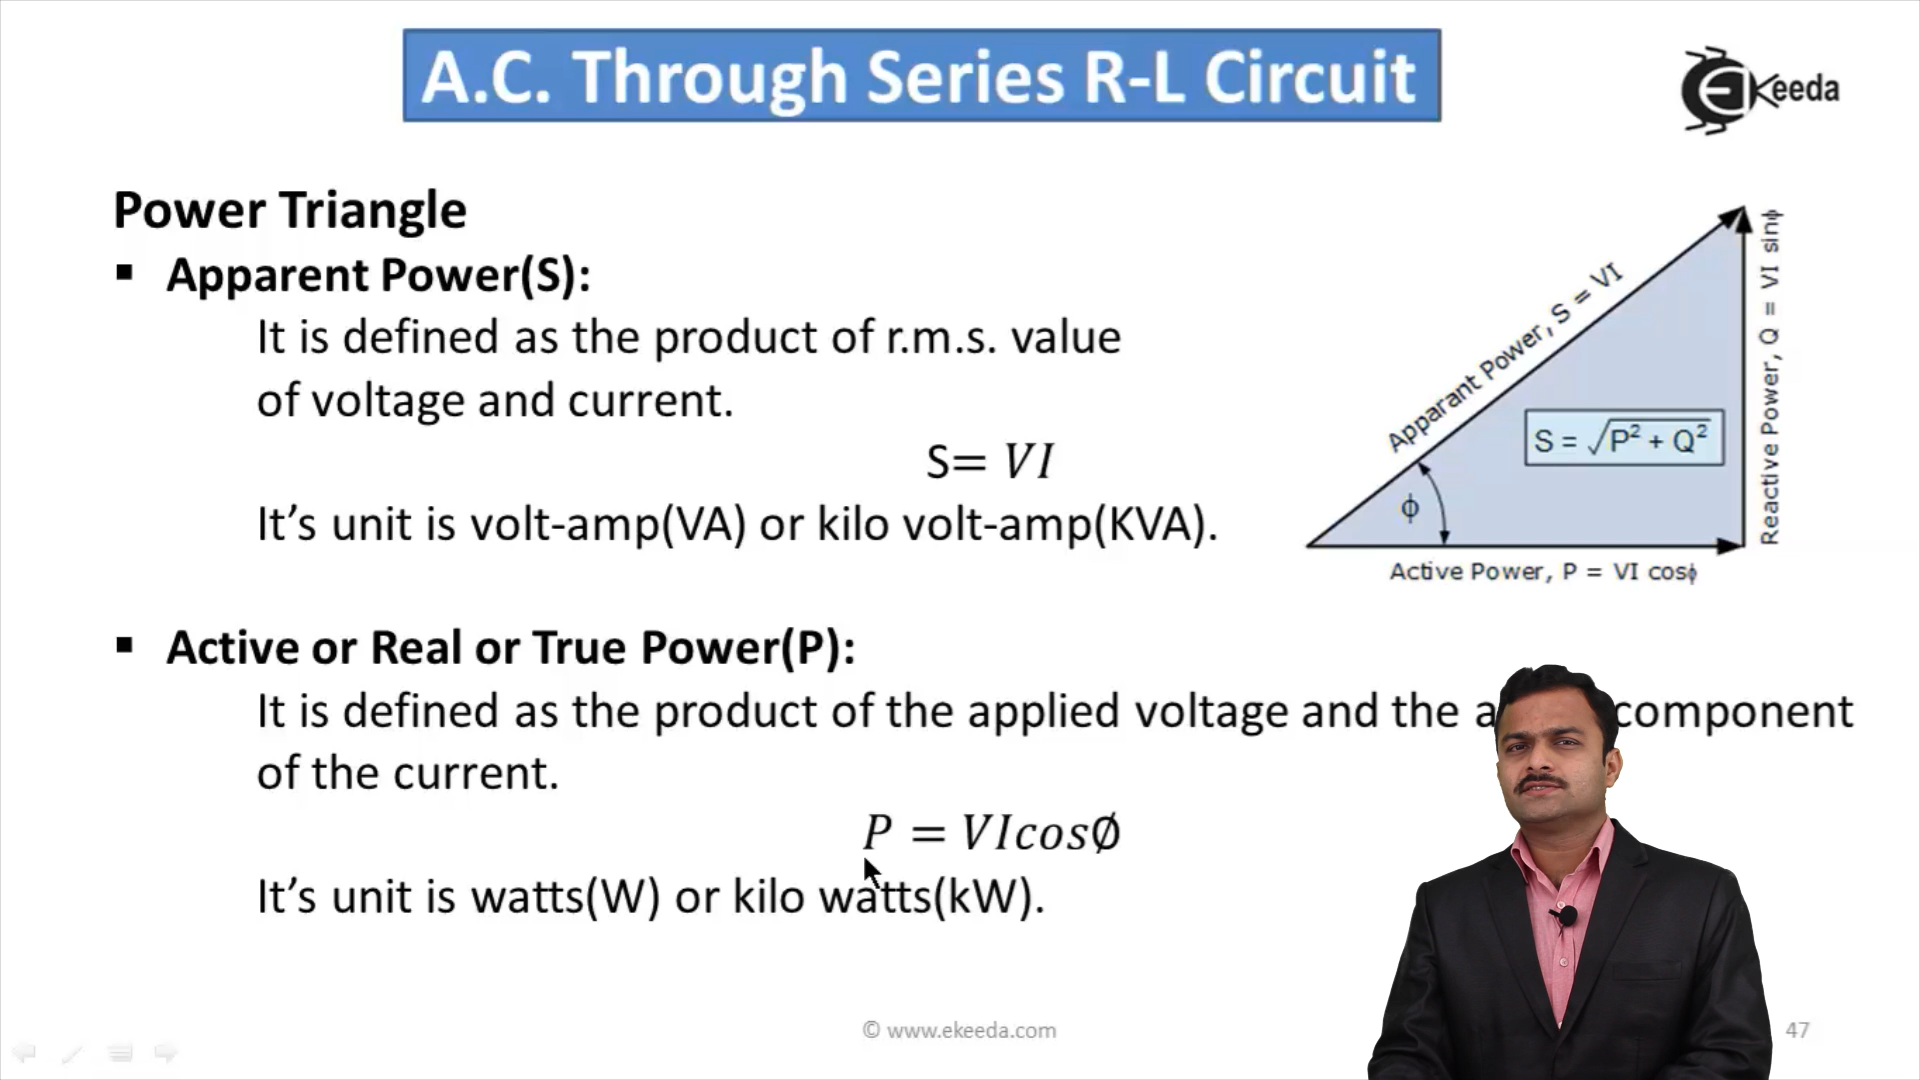 A.C. Through Series R-L Circuit
Ekeeda
Power Triangle
▪ Apparent Power(S):
It is defined as the product of r.m.s. value
of voltage and current.
S= VI
It’s unit is volt-amp(VA) or kilo volt-amp(KVA).
Apparant Power, S = VI
Reactive Power, Q = VI sinϕ
S = √P² + Q²
ϕ
Active Power, P = VI cosϕ
▪ Active or Real or True Power(P):
It is defined as the product of the applied voltage and the component
of the current.
P = VIcos∅
It’s unit is watts(W) or kilo watts(kW).
© www.ekeeda.com
47